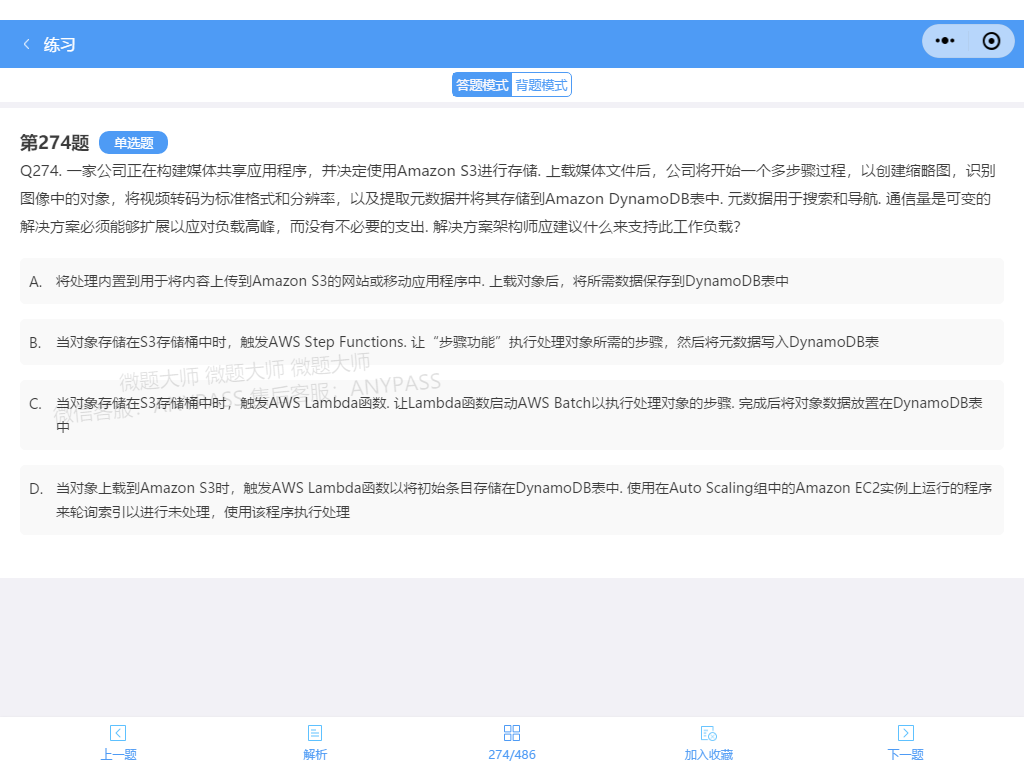 练习
答题模式 背题模式
第274题 单选题
Q274. 一家公司正在构建媒体共享应用程序，并决定使用Amazon S3进行存储. 上载媒体文件后，公司将开始一个多步骤过程，以创建缩略图，识别
图像中的对象，将视频转码为标准格式和分辨率，以及提取元数据并将其存储到Amazon DynamoDB表中. 元数据用于搜索和导航. 通信量是可变的
解决方案必须能够扩展以应对负载高峰，而没有不必要的支出. 解决方案架构师应建议什么来支持此工作负载?
A. 将处理内置到用于将内容上传到Amazon S3的网站或移动应用程序中. 上载对象后，将所需数据保存到DynamoDB表中
B. 当对象存储在S3存储桶中时，触发AWS Step Functions. 让“步骤功能”执行处理对象所需的步骤，然后将元数据写入DynamoDB表
微题大师 微题大师 微题大师
C. 当对象存储在S3存储桶中时，触发AWS Lambda函数. 让Lambda函数启动AWS Batch以执行处理对象的步骤. 完成后将对象数据放置在DynamoDB表
中
微信客服：ANYPASS 售后客服：ANYPASS
D. 当对象上载到Amazon S3时，触发AWS Lambda函数以将初始条目存储在DynamoDB表中. 使用在Auto Scaling组中的Amazon EC2实例上运行的程序
来轮询索引以进行未处理，使用该程序执行处理
上一题 解析 274/486 加入收藏 下一题